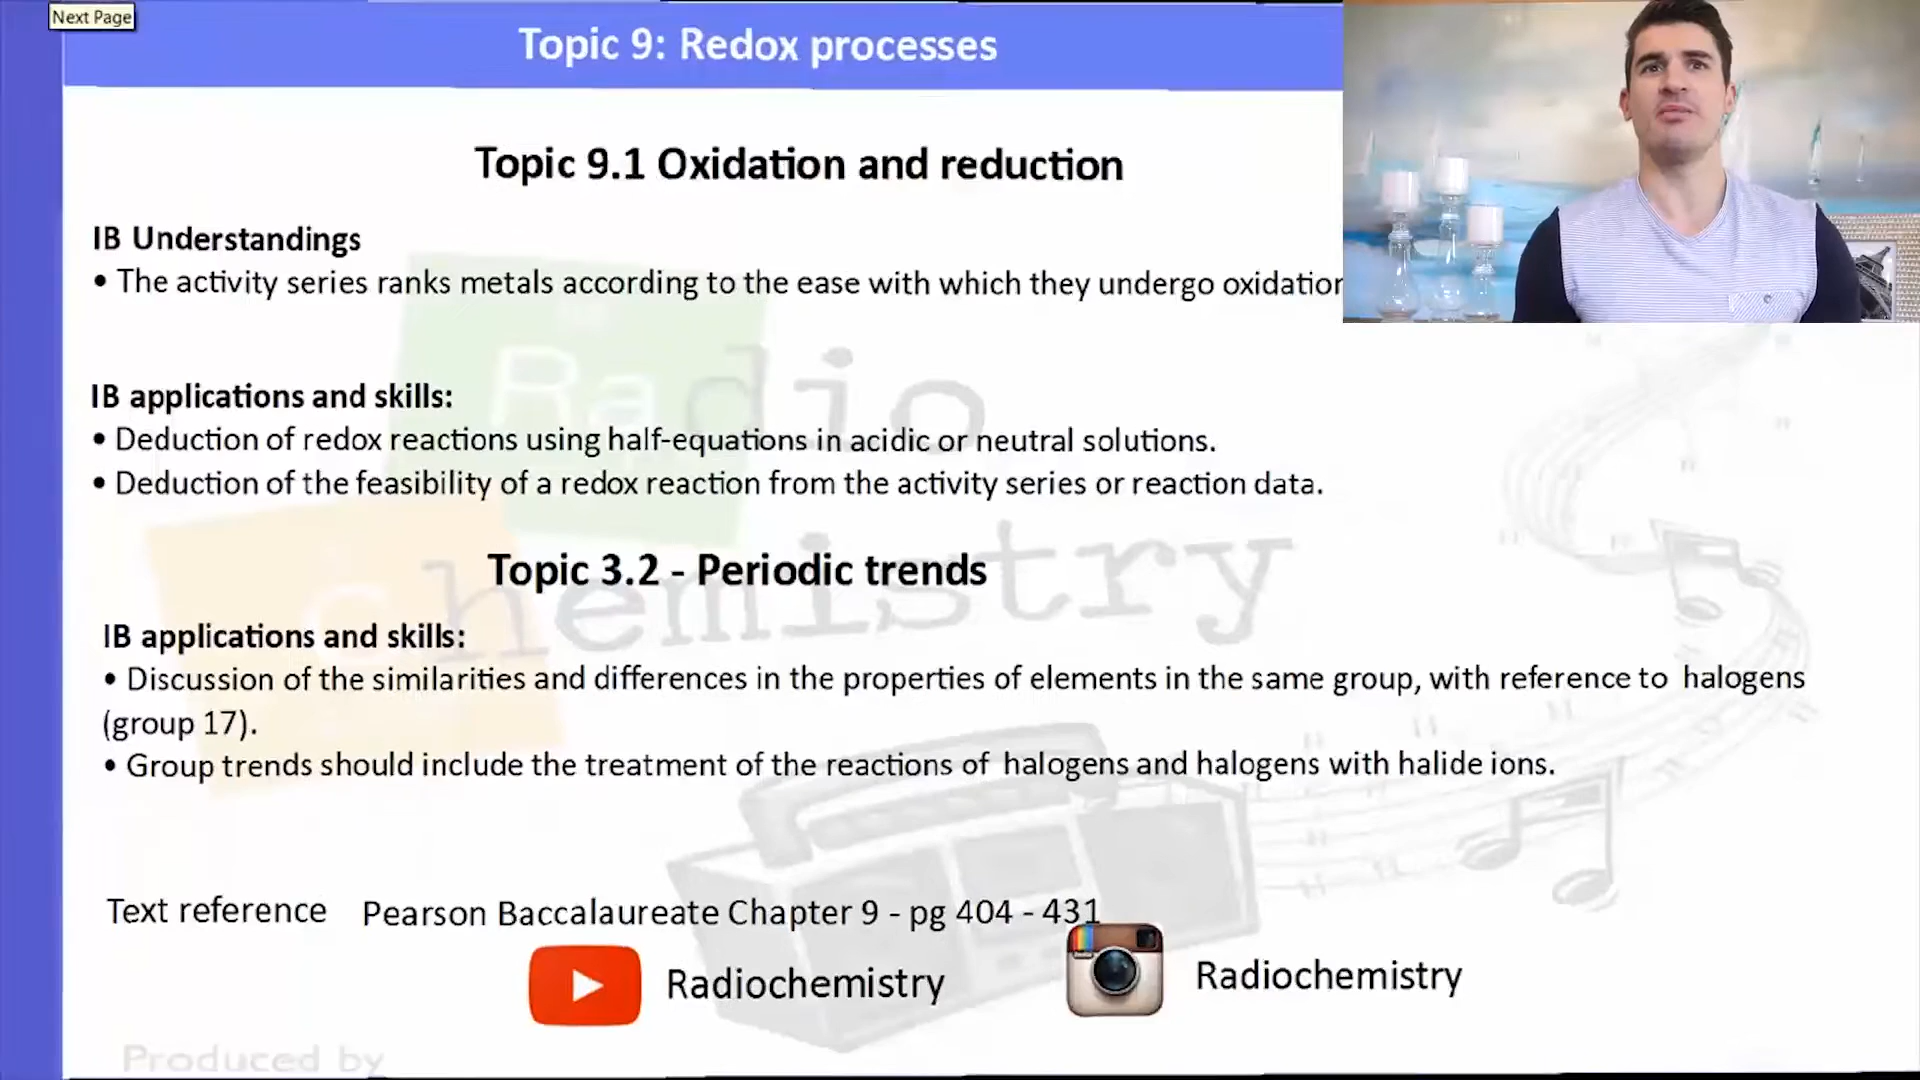 Next Page
Topic 9: Redox processes
Topic 9.1 Oxidation and reduction
IB Understandings
• The activity series ranks metals according to the ease with which they undergo oxidation
IB applications and skills:
• Deduction of redox reactions using half-equations in acidic or neutral solutions.
• Deduction of the feasibility of a redox reaction from the activity series or reaction data.
Radio
Chemistry
Topic 3.2 - Periodic trends
IB applications and skills:
• Discussion of the similarities and differences in the properties of elements in the same group, with reference to halogens
(group 17).
• Group trends should include the treatment of the reactions of halogens and halogens with halide ions.
Text reference Pearson Baccalaureate Chapter 9 - pg 404 - 431
Radiochemistry
Radiochemistry
Produced by